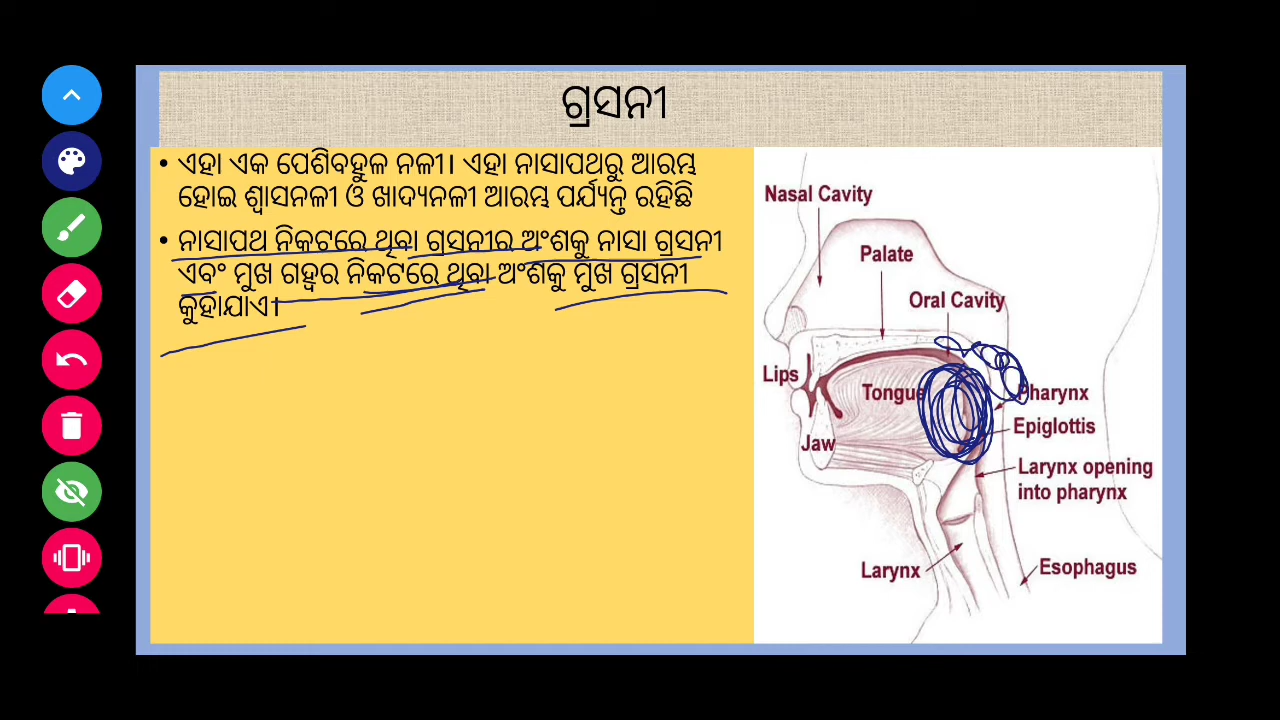 ଗ୍ରସନୀ
• ଏହା ଏକ ପେଶିବହୁଳ ନଳୀ। ଏହା ନାସାପଥରୁ ଆରମ୍ଭ
ହୋଇ ଶ୍ୱାସନଳୀ ଓ ଖାଦ୍ୟନଳୀ ଆରମ୍ଭ ପର୍ଯ୍ୟନ୍ତ ରହିଛି
• ନାସାପଥ ନିକଟରେ ଥିବା ଗ୍ରସନୀର ଅଂଶକୁ ନାସା ଗ୍ରସନୀ
ଏବଂ ମୁଖ ଗହ୍ୱର ନିକଟରେ ଥିବା ଅଂଶକୁ ମୁଖ ଗ୍ରସନୀ
କୁହାଯାଏ।
Nasal Cavity
Palate
Oral Cavity
Lips
Tongue
Pharynx
Epiglottis
Jaw
Larynx opening
into pharynx
Larynx
Esophagus